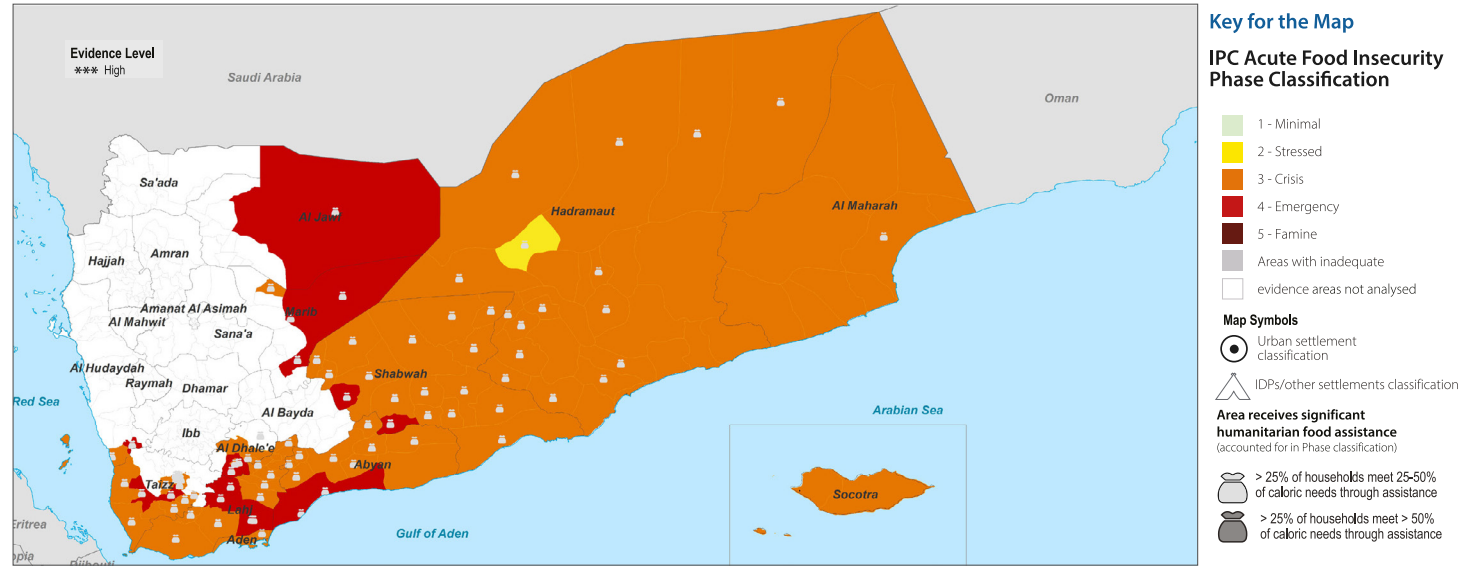 Evidence Level
*** High
Saudi Arabia
Oman
Sa'ada
Al Jawf
Hadramaut
Al Maharah
Amran
Hajjah
Amanat Al Asimah
Marib
Al Mahwit
Sana'a
Al Hudaydah
Raymah
Dhamar
Shabwah
Red Sea
Al Bayda
Arabian Sea
Ibb
Al Dhale'e
Abyan
Taizz
Socotra
Lahj
Eritrea
Aden
Gulf of Aden
opia
Djibouti
Key for the Map
IPC Acute Food Insecurity
Phase Classification
1 - Minimal
2 - Stressed
3 - Crisis
4 - Emergency
5 - Famine
Areas with inadequate
evidence areas not analysed
Map Symbols
Urban settlement
classification
IDPs/other settlements classification
Area receives significant
humanitarian food assistance
(accounted for in Phase classification)
> 25% of households meet 25-50%
of caloric needs through assistance
> 25% of households meet > 50%
of caloric needs through assistance